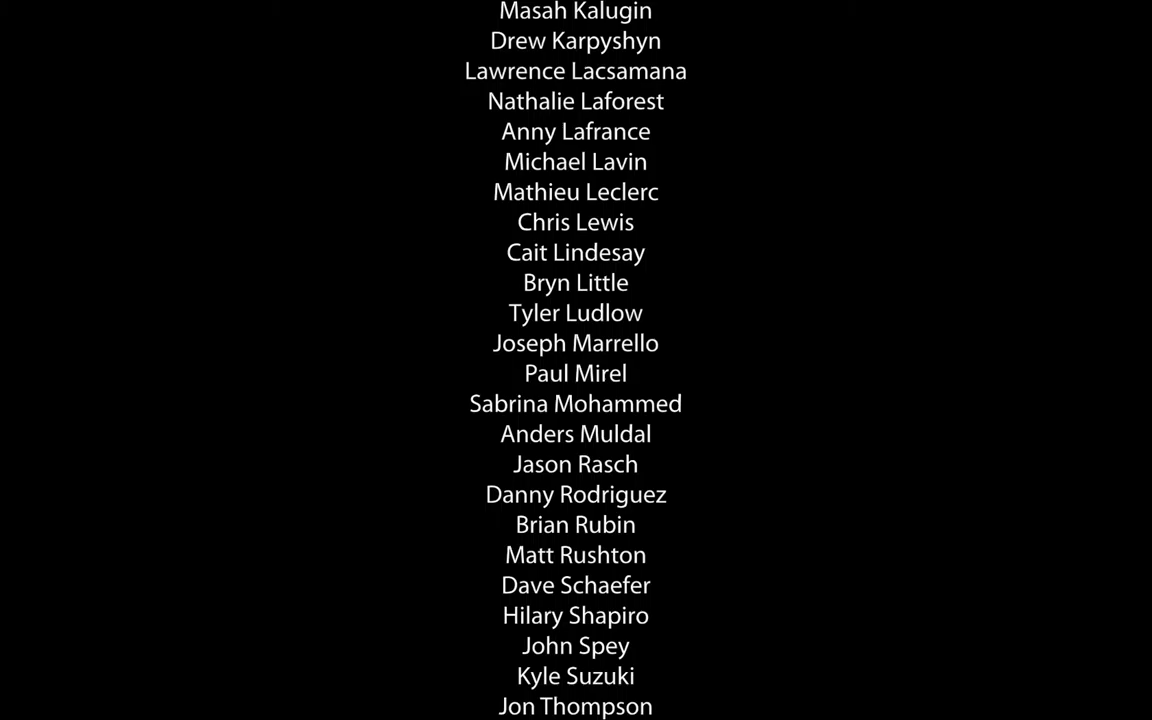 Masah Kalugin
Drew Karpyshyn
Lawrence Lacsamana
Nathalie Laforest
Anny Lafrance
Michael Lavin
Mathieu Leclerc
Chris Lewis
Cait Lindesay
Bryn Little
Tyler Ludlow
Joseph Marrello
Paul Mirel
Sabrina Mohammed
Anders Muldal
Jason Rasch
Danny Rodriguez
Brian Rubin
Matt Rushton
Dave Schaefer
Hilary Shapiro
John Spey
Kyle Suzuki
Jon Thompson